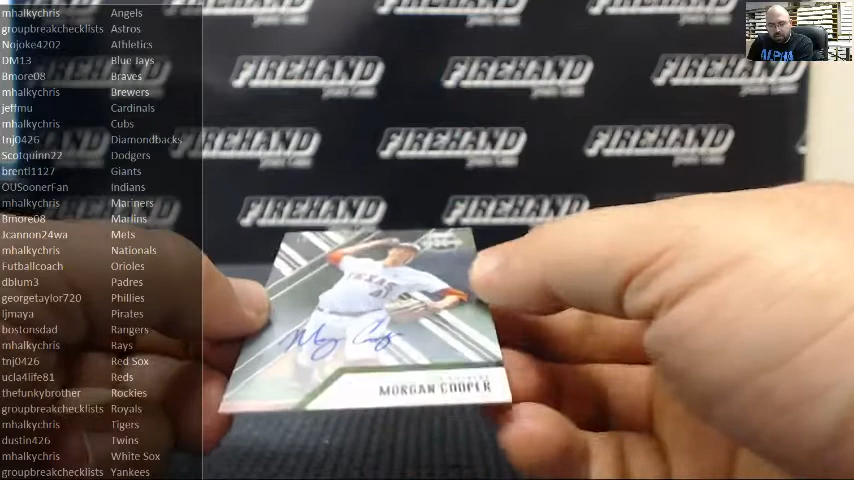 mhalkychris Angels
groupbreakchecklists Astros
Nojoke4202 Athletics
DM13 Blue Jays
Bmore08 Braves
mhalkychris Brewers
jeffmu Cardinals
mhalkychris Cubs
tnj0426 Diamondbacks
Scotquinn22 Dodgers
brentl1127 Giants
OUSoonerFan Indians
mhalkychris Mariners
Bmore08 Marlins
Jcannon24wa Mets
mhalkychris Nationals
Futballcoach Orioles
dblum3 Padres
georgetaylor720 Phillies
ljmaya Pirates
bostonsdad Rangers
mhalkychris Rays
tnj0426 Red Sox
ucla4life81 Reds
thefunkybrother Rockies
groupbreakchecklists Royals
mhalkychris Tigers
dustin426 Twins
mhalkychris White Sox
groupbreakchecklists Yankees
FIREHAND FIREHAND FIREHAND
FIREHAND FIREHAND
FIREHAND FIREHAND
TEXAS
41
MORGAN COOPER
ALPHA